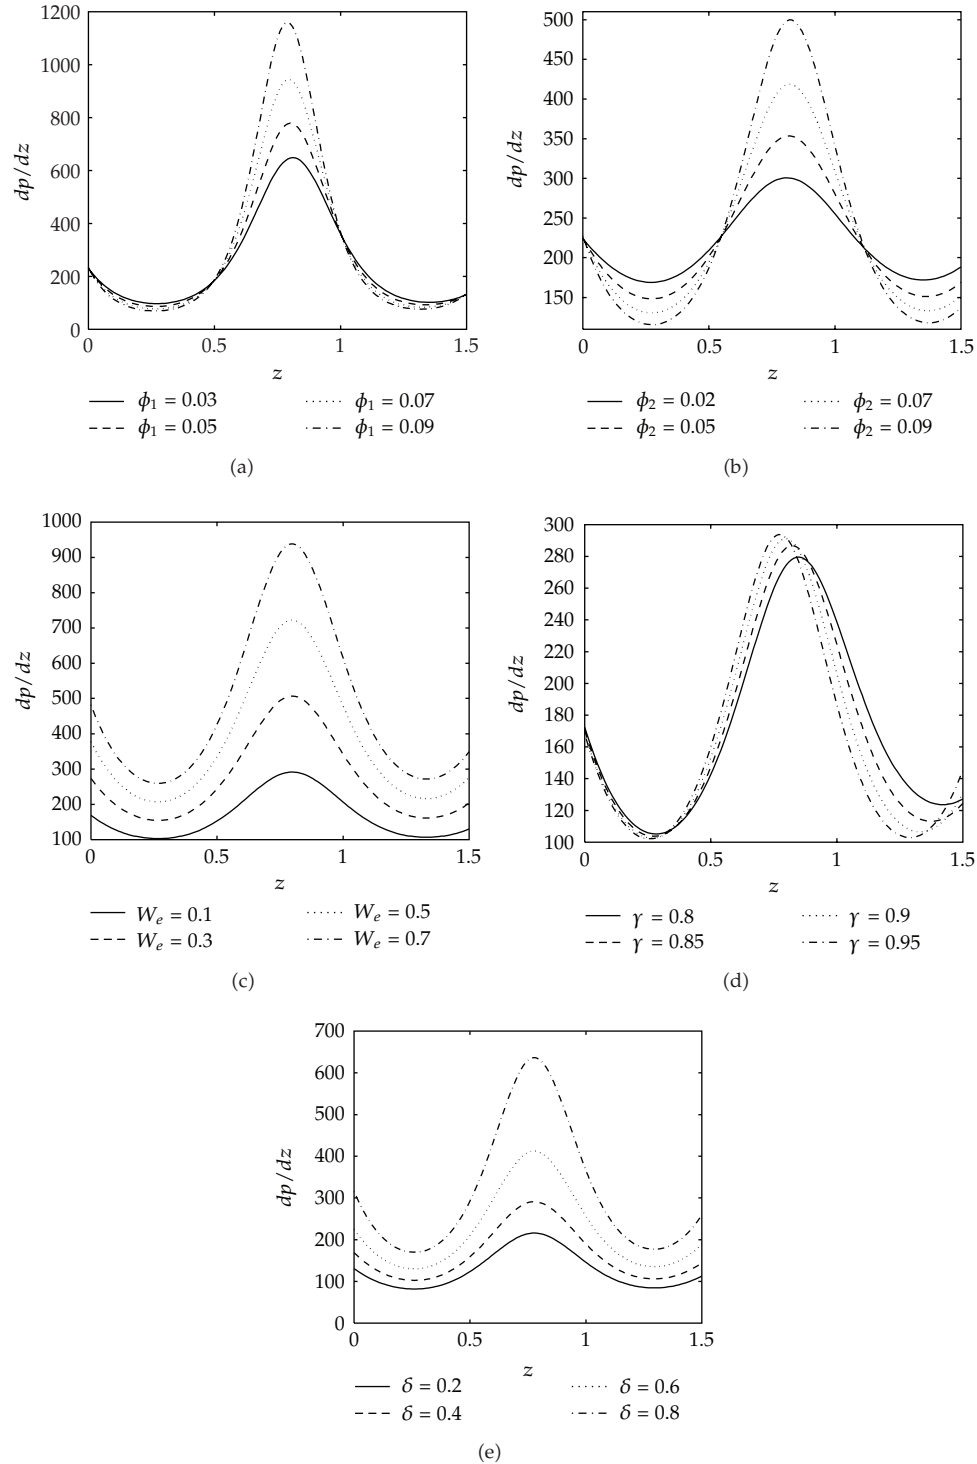 1200
1000
800
600
400
200
0
dp/dz
0 0.5 1 1.5
z
ϕ₁ = 0.03
ϕ₁ = 0.05
ϕ₁ = 0.07
ϕ₁ = 0.09
(a)
500
450
400
350
300
250
200
150
dp/dz
0 0.5 1 1.5
z
ϕ₂ = 0.02
ϕ₂ = 0.05
ϕ₂ = 0.07
ϕ₂ = 0.09
(b)
1000
900
800
700
600
500
400
300
200
100
dp/dz
0 0.5 1 1.5
z
Wₑ = 0.1
Wₑ = 0.3
Wₑ = 0.5
Wₑ = 0.7
(c)
300
280
260
240
220
200
180
160
140
120
100
dp/dz
0 0.5 1 1.5
z
γ = 0.8
γ = 0.85
γ = 0.9
γ = 0.95
(d)
700
600
500
400
300
200
100
0
dp/dz
0 0.5 1 1.5
z
δ = 0.2
δ = 0.4
δ = 0.6
δ = 0.8
(e)